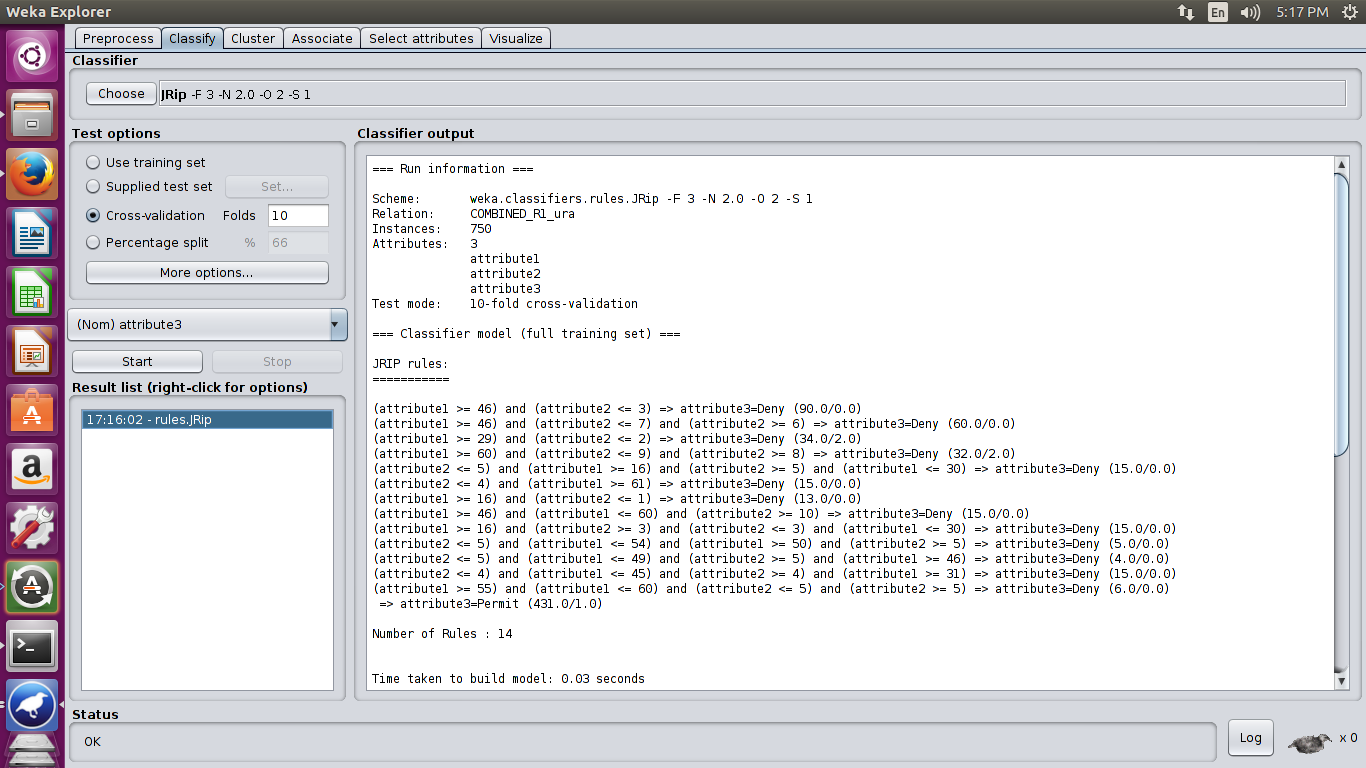 Weka Explorer
En
5:17 PM
Preprocess Classify Cluster Associate Select attributes Visualize
Classifier
Choose JRip -F 3 -N 2.0 -O 2 -S 1
Test options
Use training set
Supplied test set Set...
Cross-validation Folds 10
Percentage split % 66
More options...
(Nom) attribute3
Start Stop
Result list (right-click for options)
17:16:02 - rules.JRip
Classifier output
=== Run information ===
Scheme: weka.classifiers.rules.JRip -F 3 -N 2.0 -O 2 -S 1
Relation: COMBINED_R1_ura
Instances: 750
Attributes: 3
attribute1
attribute2
attribute3
Test mode: 10-fold cross-validation
=== Classifier model (full training set) ===
JRIP rules:
===========
(attribute1 >= 46) and (attribute2 <= 3) => attribute3=Deny (90.0/0.0)
(attribute1 >= 46) and (attribute2 <= 7) and (attribute2 >= 6) => attribute3=Deny (60.0/0.0)
(attribute1 >= 29) and (attribute2 <= 2) => attribute3=Deny (34.0/2.0)
(attribute1 >= 60) and (attribute2 <= 9) and (attribute2 >= 8) => attribute3=Deny (32.0/2.0)
(attribute2 <= 5) and (attribute1 >= 16) and (attribute2 >= 5) and (attribute1 <= 30) => attribute3=Deny (15.0/0.0)
(attribute2 <= 4) and (attribute1 >= 61) => attribute3=Deny (15.0/0.0)
(attribute1 >= 16) and (attribute2 <= 1) => attribute3=Deny (13.0/0.0)
(attribute1 >= 46) and (attribute1 <= 60) and (attribute2 >= 10) => attribute3=Deny (15.0/0.0)
(attribute1 >= 16) and (attribute2 >= 3) and (attribute2 <= 3) and (attribute1 <= 30) => attribute3=Deny (15.0/0.0)
(attribute2 <= 5) and (attribute1 <= 54) and (attribute1 >= 50) and (attribute2 >= 5) => attribute3=Deny (5.0/0.0)
(attribute2 <= 5) and (attribute1 <= 49) and (attribute2 >= 5) and (attribute1 >= 46) => attribute3=Deny (4.0/0.0)
(attribute2 <= 4) and (attribute1 <= 45) and (attribute2 >= 4) and (attribute1 >= 31) => attribute3=Deny (15.0/0.0)
(attribute1 >= 55) and (attribute1 <= 60) and (attribute2 <= 5) and (attribute2 >= 5) => attribute3=Deny (6.0/0.0)
=> attribute3=Permit (431.0/1.0)
Number of Rules : 14
Time taken to build model: 0.03 seconds
Status
OK
Log
x 0